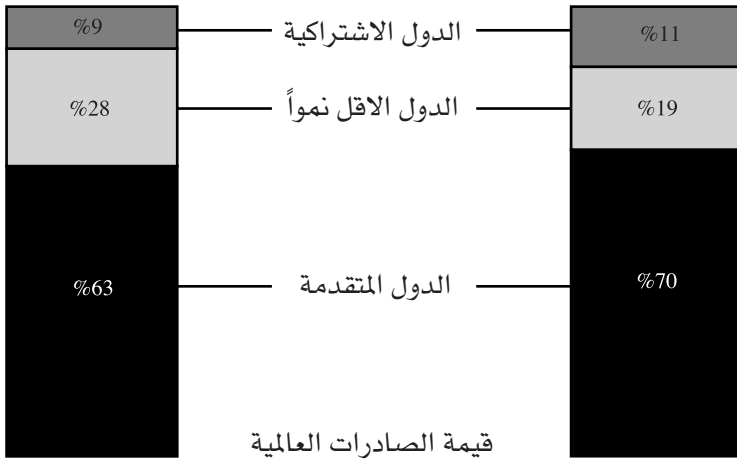 %11 الدول الاشتراكية %9
%19 الدول الاقل نمواً %28
%70 الدول المتقدمة %63
قيمة الصادرات العالمية